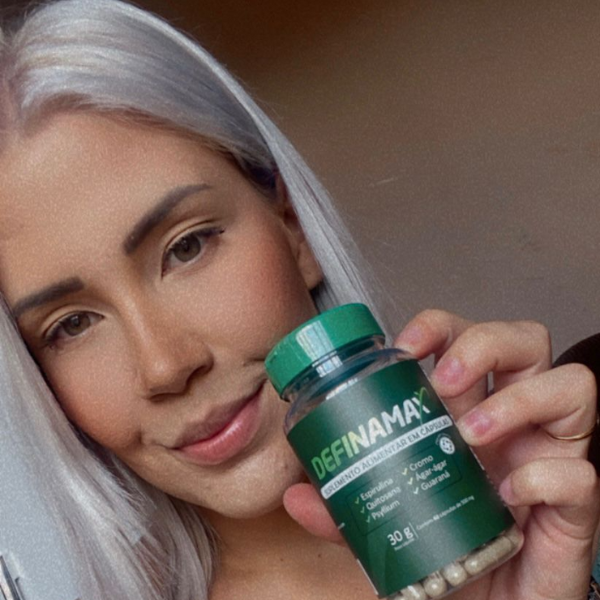 DEFINAMAX
SUPLEMENTO ALIMENTAR EM CÁPSULAS
✓ Espirulina
✓ Quitosana
✓ Psyllium
✓ Cromo
✓ Ágar-ágar
✓ Guaraná
30 g